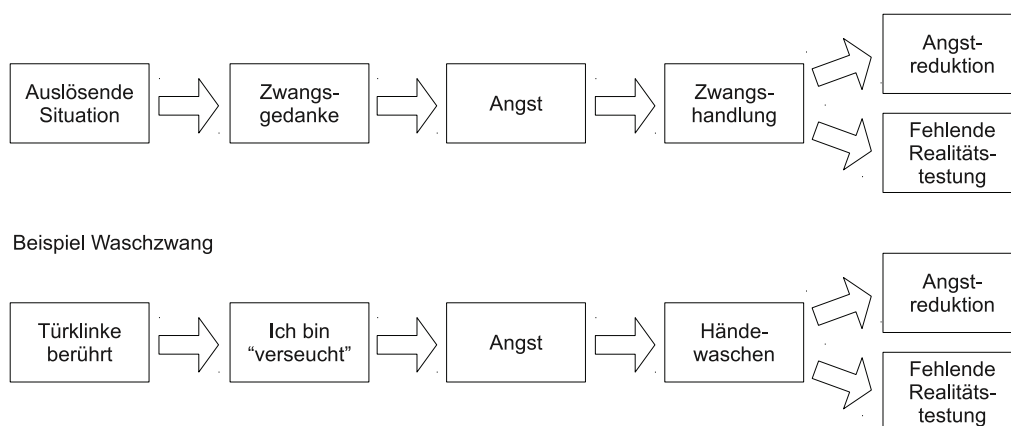 Auslösende
Situation
Zwangs-
gedanke
Angst
Zwangs-
handlung
Angst-
reduktion
Fehlende
Realitäts-
testung
Beispiel Waschzwang
Türklinke
berührt
Ich bin
“verseucht”
Angst
Hände-
waschen
Angst-
reduktion
Fehlende
Realitäts-
testung